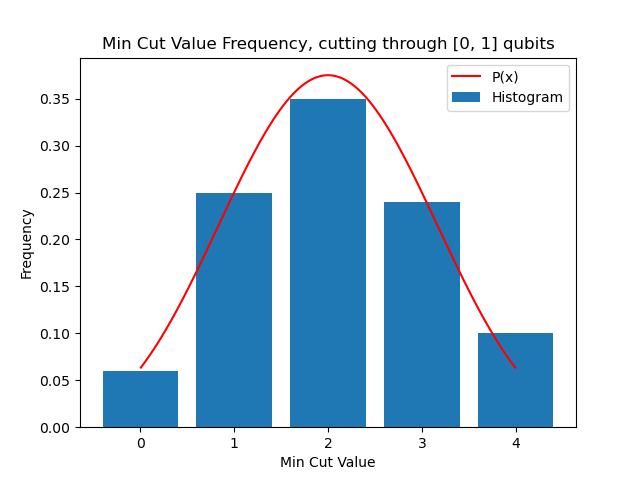 Min Cut Value Frequency, cutting through [0, 1] qubits
P(x)
Histogram
Frequency
0.35
0.30
0.25
0.20
0.15
0.10
0.05
0.00
0 1 2 3 4
Min Cut Value